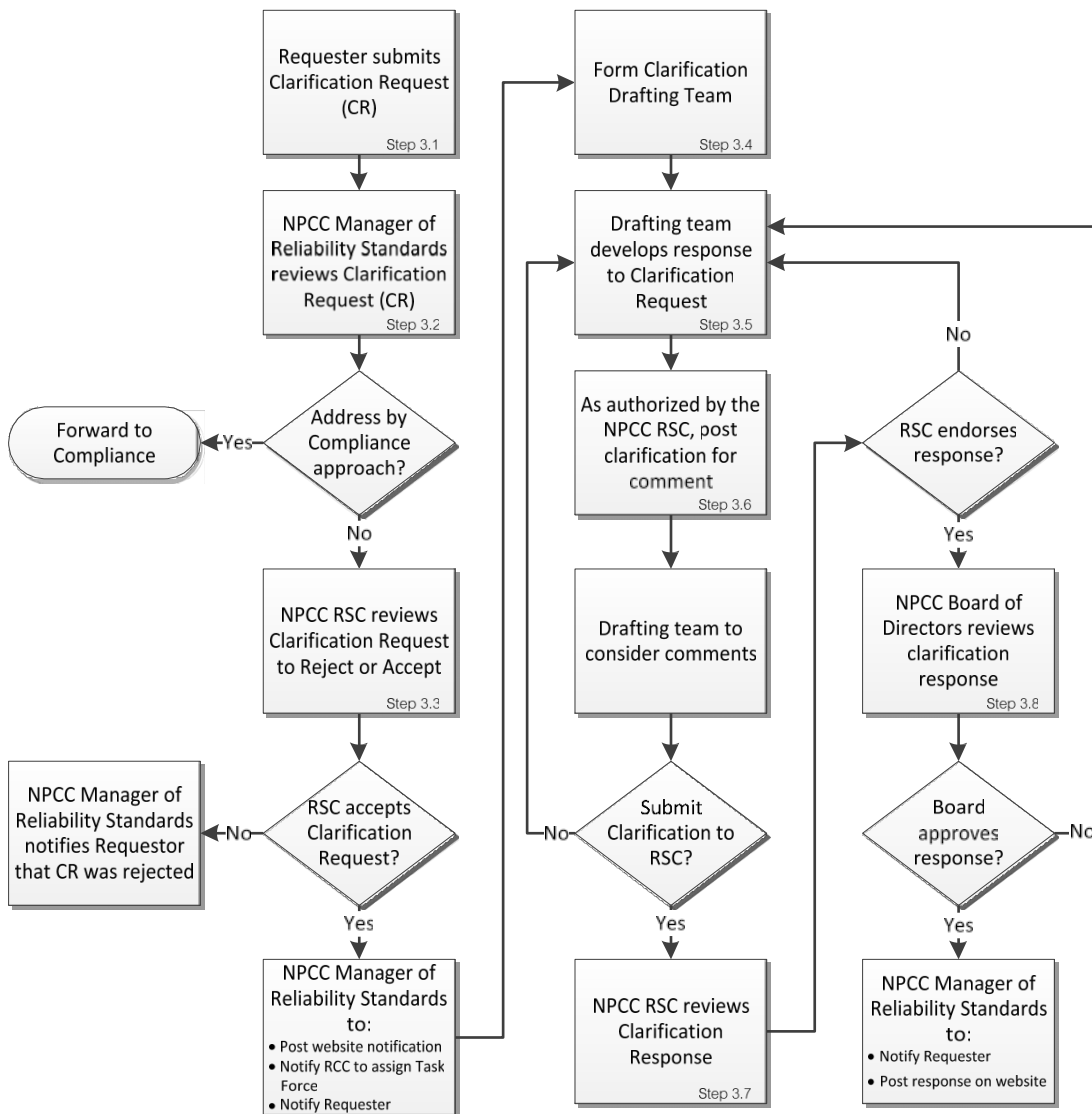 Requester submits
Clarification Request
(CR)
Step 3.1
NPCC Manager of
Reliability Standards
reviews Clarification
Request (CR)
Step 3.2
Address by
Compliance
approach?
Yes
Forward to
Compliance
No
NPCC RSC reviews
Clarification Request
to Reject or Accept
Step 3.3
RSC accepts
Clarification
Request?
No
NPCC Manager of
Reliability Standards
notifies Requestor
that CR was rejected
Yes
NPCC Manager of
Reliability Standards
to:
• Post website notification
• Notify RCC to assign Task
Force
• Notify Requester
Form Clarification
Drafting Team
Step 3.4
Drafting team
develops response
to Clarification
Request
Step 3.5
As authorized by the
NPCC RSC, post
clarification for
comment
Step 3.6
Drafting team to
consider comments
Submit
Clarification to
RSC?
No
Yes
NPCC RSC reviews
Clarification
Response
Step 3.7
RSC endorses
response?
No
Yes
NPCC Board of
Directors reviews
clarification
response
Step 3.8
Board
approves
response?
No
Yes
NPCC Manager of
Reliability Standards
to:
• Notify Requester
• Post response on website